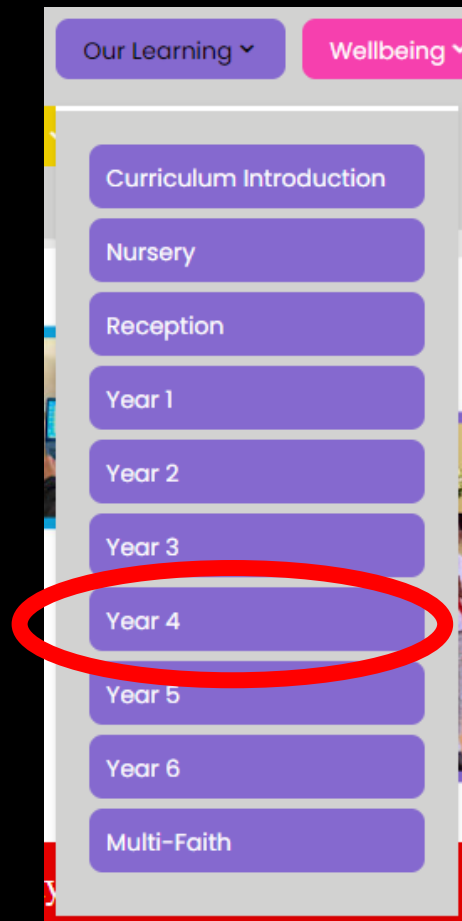 Our Learning
Wellbeing
Curriculum Introduction
Nursery
Reception
Year 1
Year 2
Year 3
Year 4
Year 5
Year 6
Multi-Faith
y